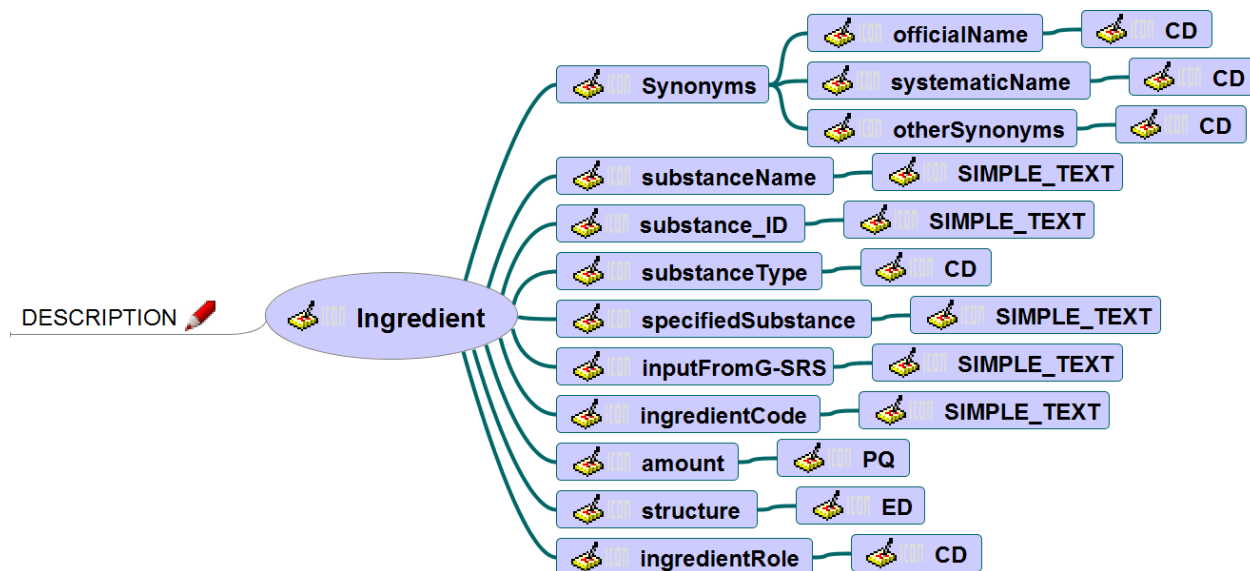 officialName CD
Synonyms systematicName CD
otherSynonyms CD
substanceName SIMPLE_TEXT
substance_ID SIMPLE_TEXT
substanceType CD
DESCRIPTION Ingredient specifiedSubstance SIMPLE_TEXT
inputFromG-SRS SIMPLE_TEXT
ingredientCode SIMPLE_TEXT
amount PQ
structure ED
ingredientRole CD